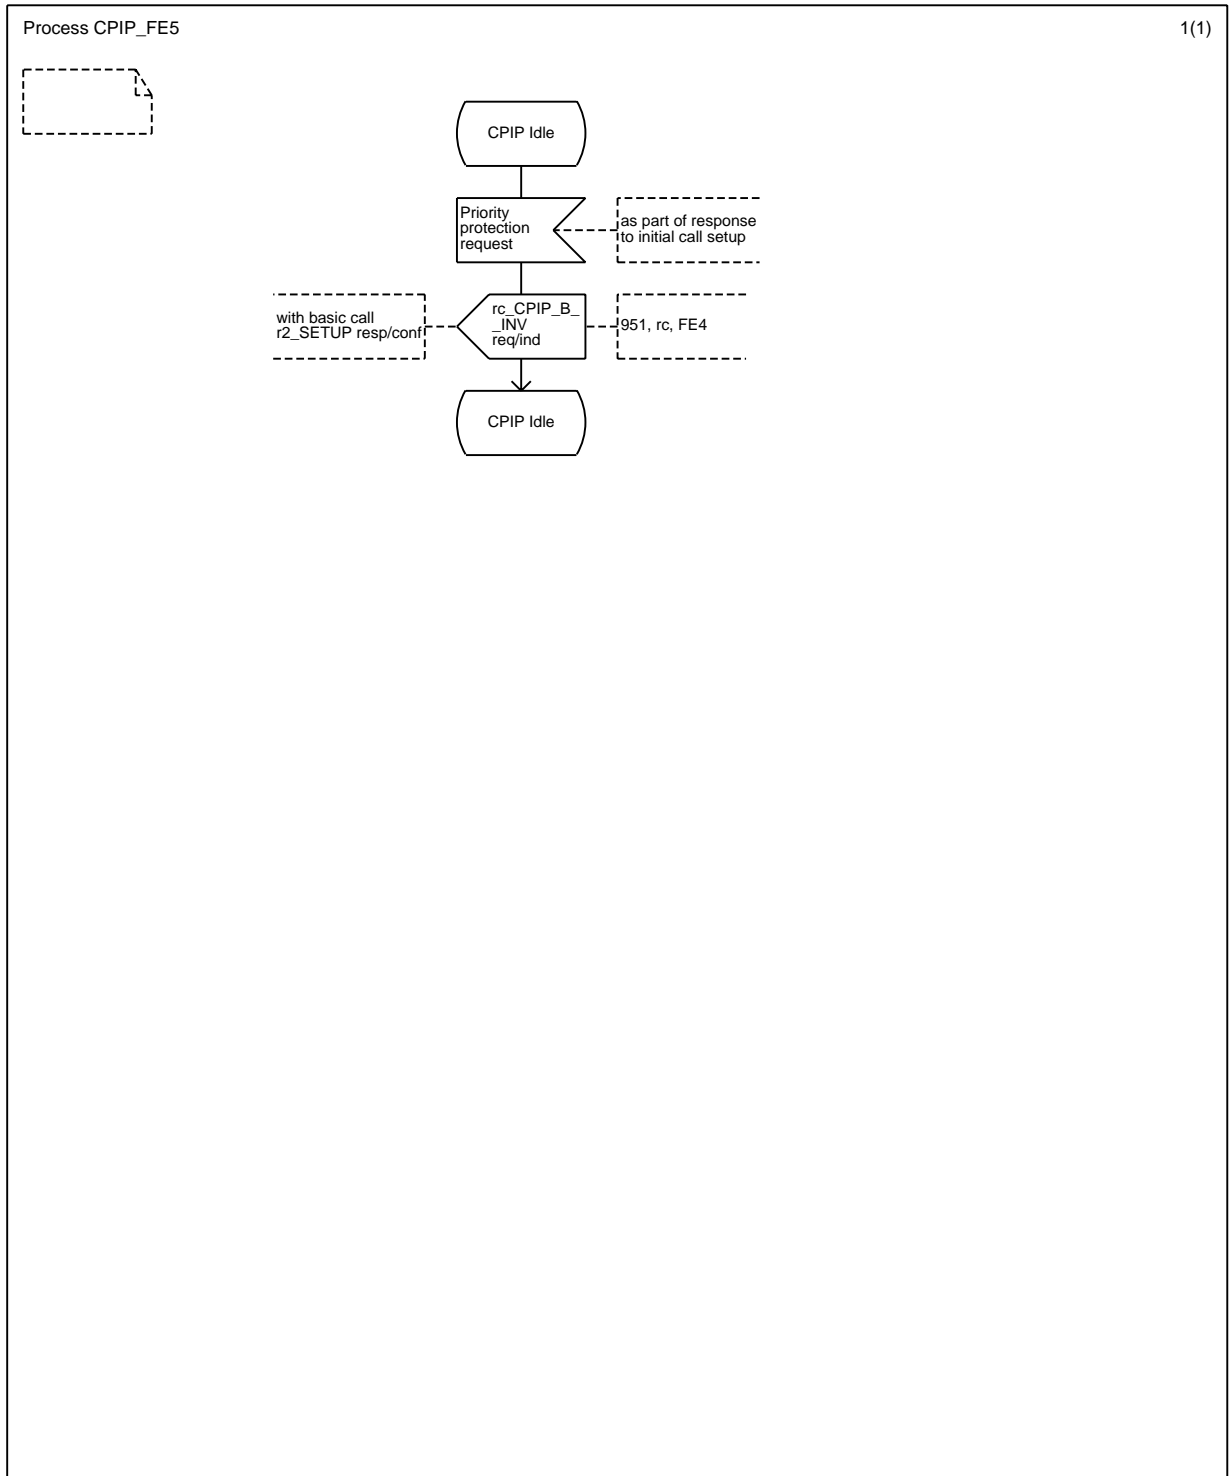 Process CPIP_FE5
1(1)
CPIP Idle
Priority
protection
request
as part of response
to initial call setup
with basic call
r2_SETUP resp/conf
rc_CPIP_B_
_INV
req/ind
951, rc, FE4
CPIP Idle